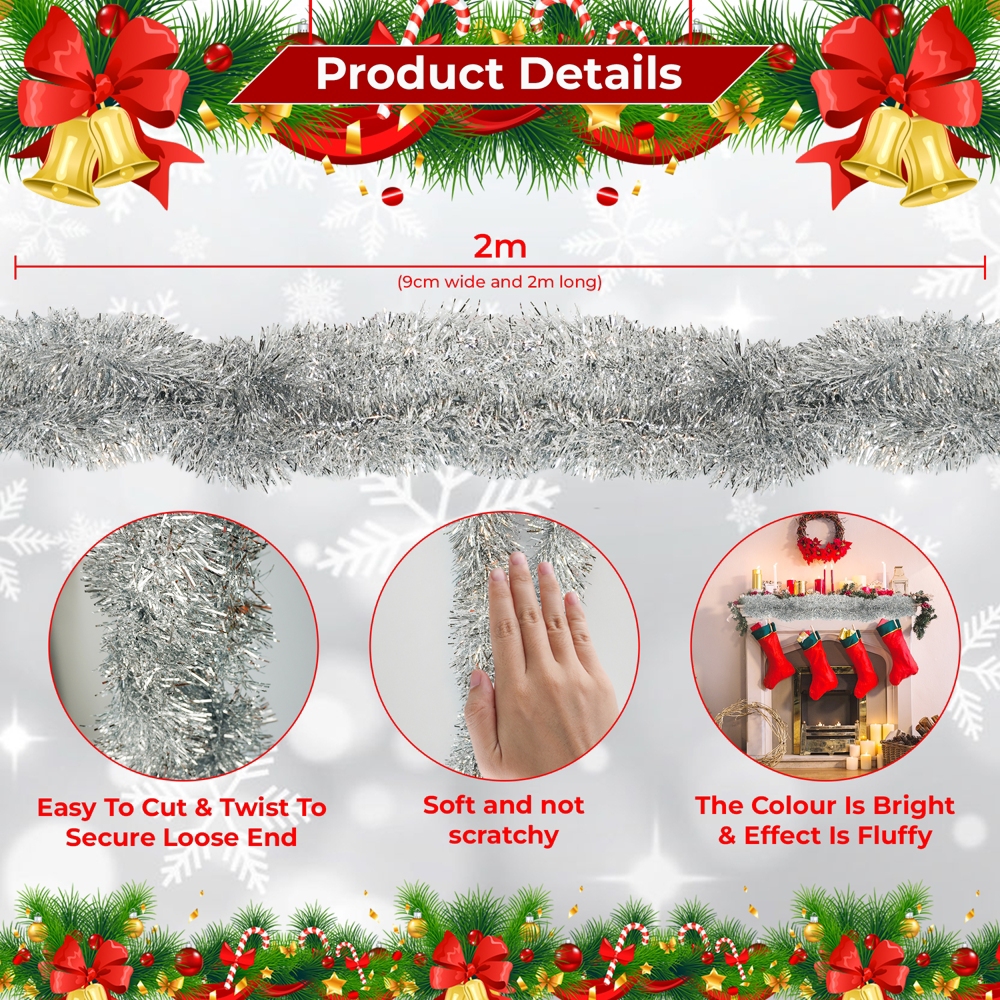 Product Details
2m
(9cm wide and 2m long)
Easy To Cut & Twist To
Secure Loose End
Soft and not
scratchy
The Colour Is Bright
& Effect Is Fluffy